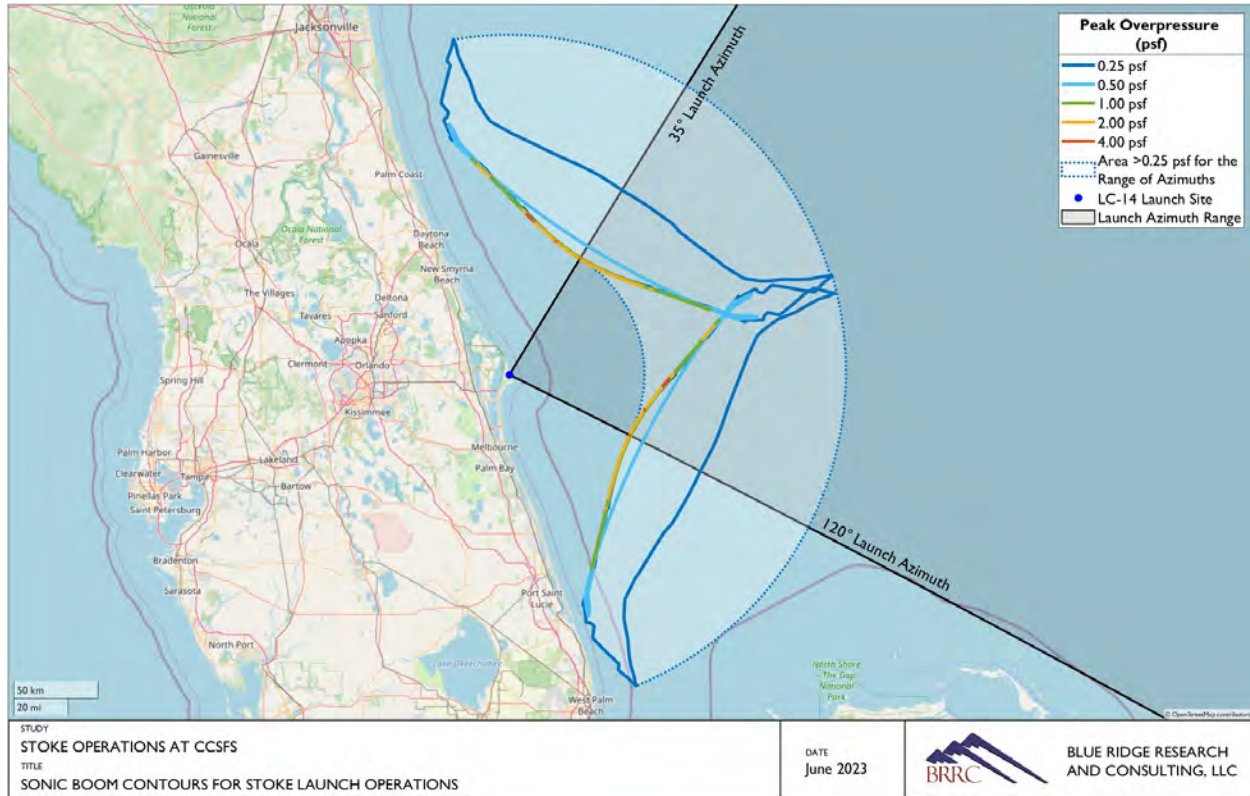 Osceola
National
Forest
Jacksonville
Gainesville
Palm Coast
Ocala
Ocala National
Forest
Daytona
Beach
New Smyrna
Beach
The Villages
Deltona
Tavares
Sanford
Apopka
Clermont
Orlando
Spring Hill
Kissimmee
Melbourne
Palm Harbor
Lakeland
Palm Bay
Clearwater
Tampa
Bartow
Pinellas Park
Saint Petersburg
Bradenton
Sarasota
Port Saint
Lucie
North Port
Lake Okeechobee
West Palm
Beach
North Shore
The Gap
National
Park
35° Launch Azimuth
120° Launch Azimuth
Peak Overpressure
(psf)
0.25 psf
0.50 psf
1.00 psf
2.00 psf
4.00 psf
Area >0.25 psf for the
Range of Azimuths
LC-14 Launch Site
Launch Azimuth Range
50 km
20 mi
© OpenStreetMap contributors
STUDY
STOKE OPERATIONS AT CCSFS
TITLE
SONIC BOOM CONTOURS FOR STOKE LAUNCH OPERATIONS
DATE
June 2023
BRRC
BLUE RIDGE RESEARCH
AND CONSULTING, LLC